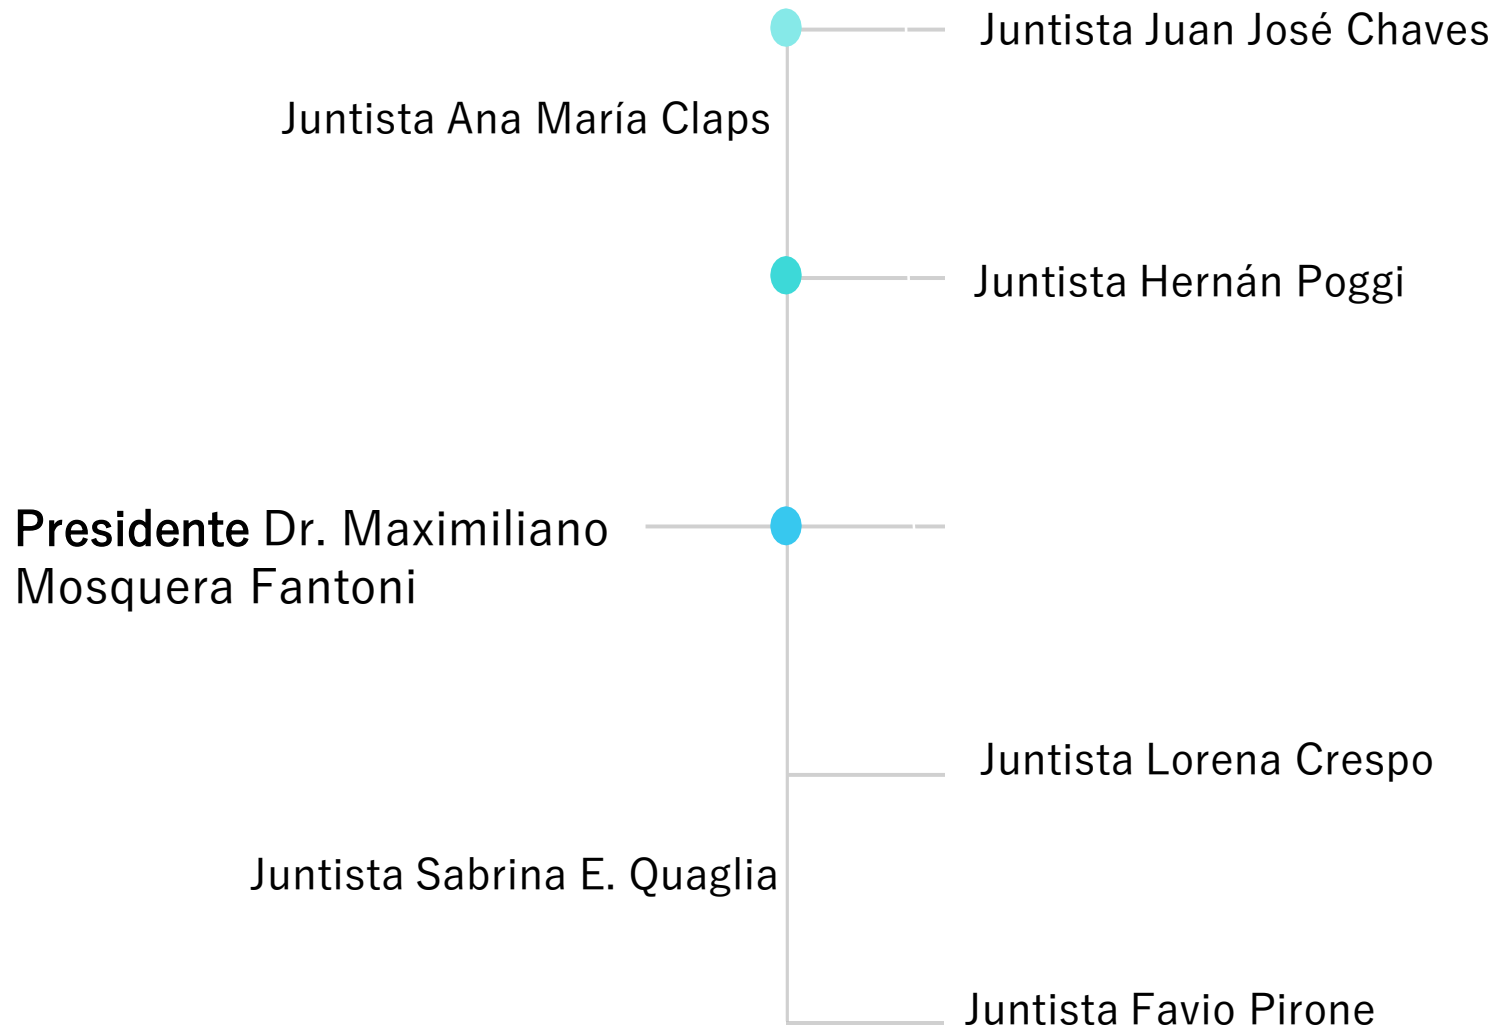 Juntista Juan José Chaves
Juntista Ana María Claps
Juntista Hernán Poggi
Presidente Dr. Maximiliano
Mosquera Fantoni
Juntista Lorena Crespo
Juntista Sabrina E. Quaglia
Juntista Favio Pirone